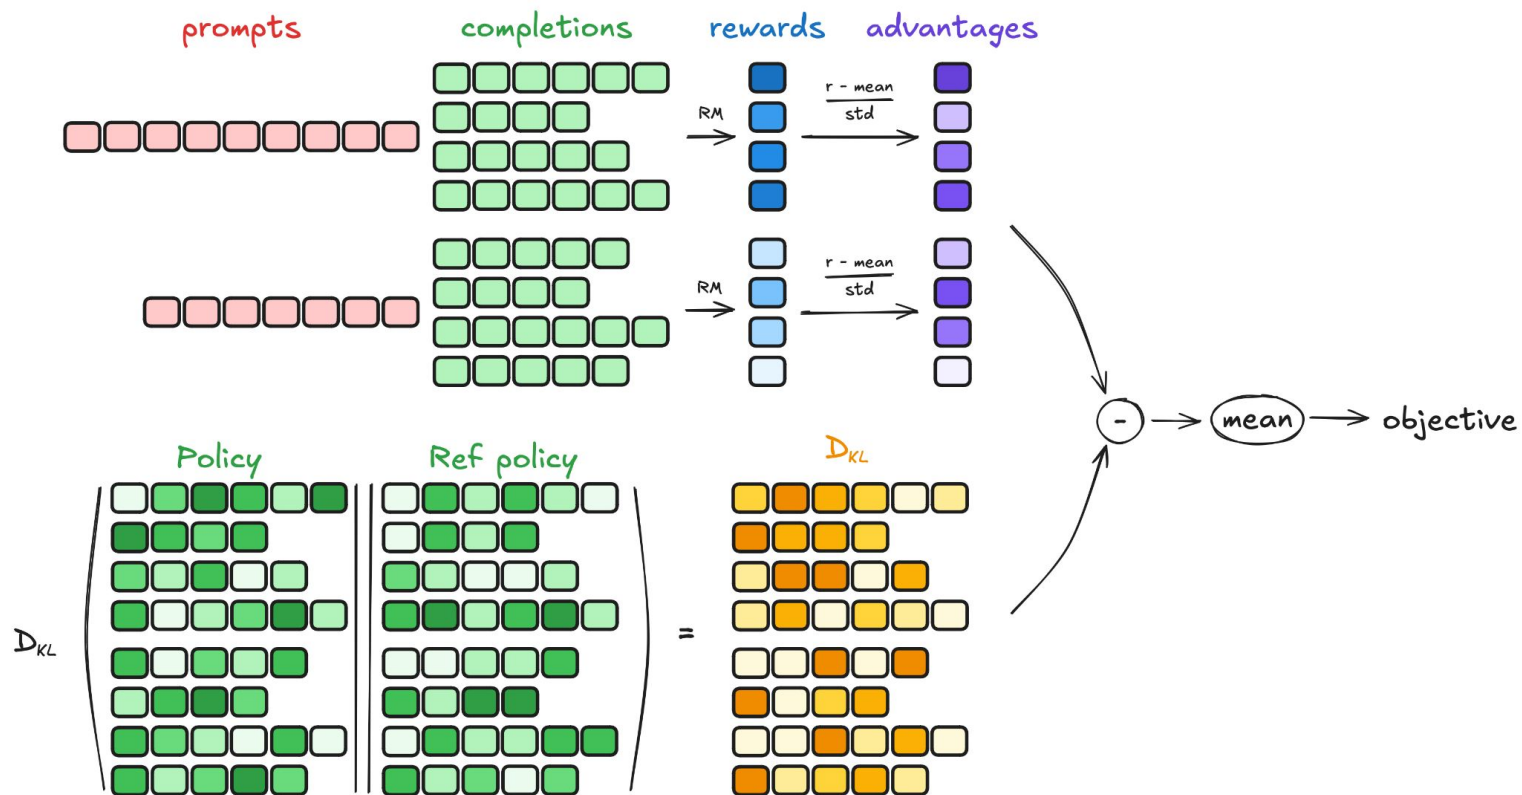 prompts
completions
rewards
advantages
RM
r - mean
std
RM
r - mean
std
-
mean
objective
Policy
Ref policy
DKL
DKL
=